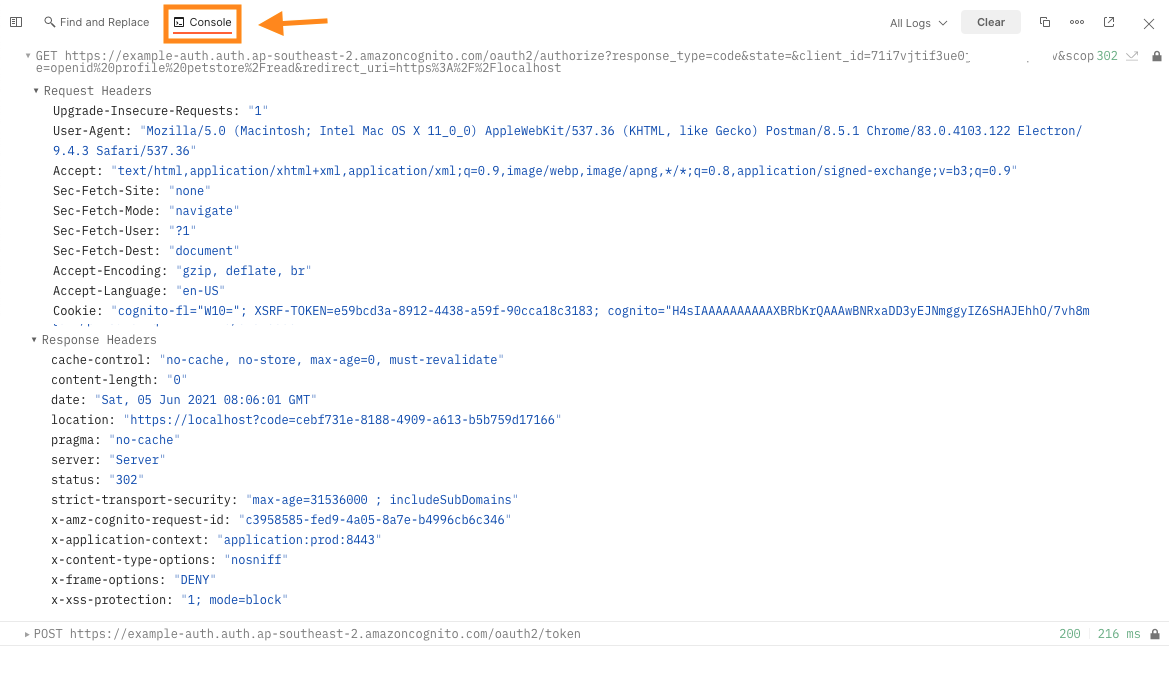 Find and Replace
Console
All Logs
Clear
GET https://example-auth.auth.ap-southeast-2.amazoncognito.com/oauth2/authorize?response_type=code&state=&client_id=71i7vjtif3ue0 v&scop 302
e=openid%20profile%20petstore%2Fread&redirect_uri=https%3A%2F%2Flocalhost
Request Headers
Upgrade-Insecure-Requests: "1"
User-Agent: "Mozilla/5.0 (Macintosh; Intel Mac OS X 11_0_0) AppleWebKit/537.36 (KHTML, like Gecko) Postman/8.5.1 Chrome/83.0.4103.122 Electron/
9.4.3 Safari/537.36"
Accept: "text/html,application/xhtml+xml,application/xml;q=0.9,image/webp,image/apng,*/*;q=0.8,application/signed-exchange;v=b3;q=0.9"
Sec-Fetch-Site: "none"
Sec-Fetch-Mode: "navigate"
Sec-Fetch-User: "?1"
Sec-Fetch-Dest: "document"
Accept-Encoding: "gzip, deflate, br"
Accept-Language: "en-US"
Cookie: "cognito-fl="W10="; XSRF-TOKEN=e59bcd3a-8912-4438-a59f-90cca18c3183; cognito="H4sIAAAAAAAAAXBRbKrQAAAwBNRxaDD3yEJNmggyIZ6SHAJEhhO/7vh8m
Response Headers
cache-control: "no-cache, no-store, max-age=0, must-revalidate"
content-length: "0"
date: "Sat, 05 Jun 2021 08:06:01 GMT"
location: "https://localhost?code=cebf731e-8188-4909-a613-b5b759d17166"
pragma: "no-cache"
server: "Server"
status: "302"
strict-transport-security: "max-age=31536000 ; includeSubDomains"
x-amz-cognito-request-id: "c3958585-fed9-4a05-8a7e-b4996cb6c346"
x-application-context: "application:prod:8443"
x-content-type-options: "nosniff"
x-frame-options: "DENY"
x-xss-protection: "1; mode=block"
POST https://example-auth.auth.ap-southeast-2.amazoncognito.com/oauth2/token
200
216 ms